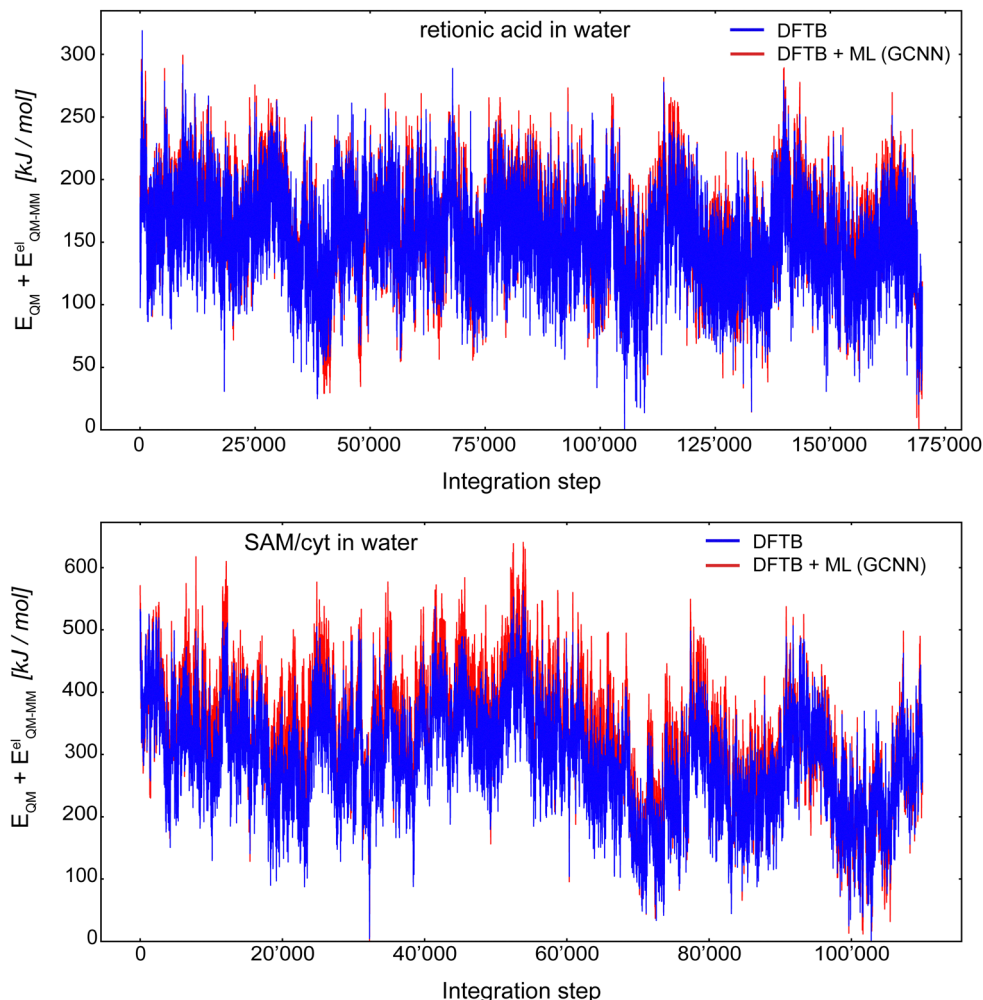 retionic acid in water
DFTB
DFTB + ML (GCNN)
E_QM + E^el_QM-MM [kJ / mol]
300
250
200
150
100
50
0
0 25'000 50'000 75'000 100'000 125'000 150'000 175'000
Integration step
SAM/cyt in water
DFTB
DFTB + ML (GCNN)
E_QM + E^el_QM-MM [kJ / mol]
600
500
400
300
200
100
0
0 20'000 40'000 60'000 80'000 100'000
Integration step